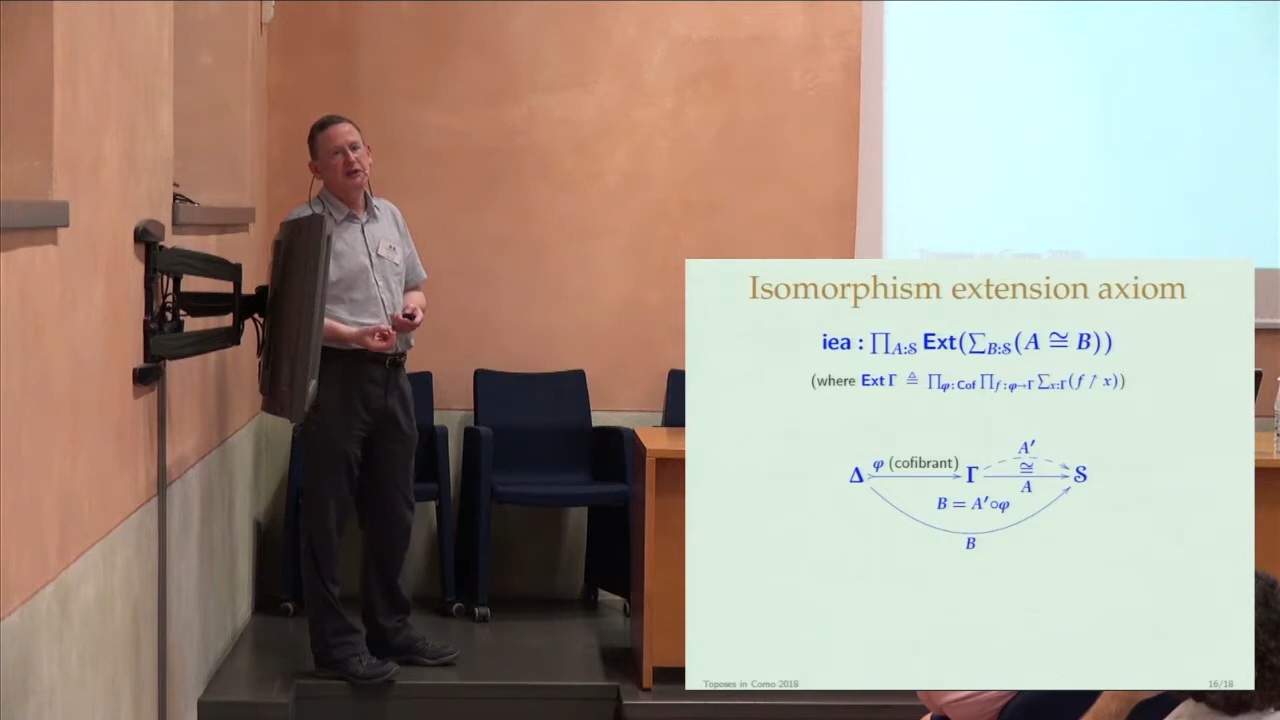 Isomorphism extension axiom
iea : ∏_{A:𝒮} Ext(∑_{B:𝒮}(A ≅ B))
(where Ext Γ ≜ ∏_{φ:Cof} ∏_{f:φ→Γ} ∑_{x:Γ}(f ↗ x))
A′
φ (cofibrant)
≅
Δ Γ 𝒮
A
B = A′∘φ
B
Toposes in Como 2018
16/18